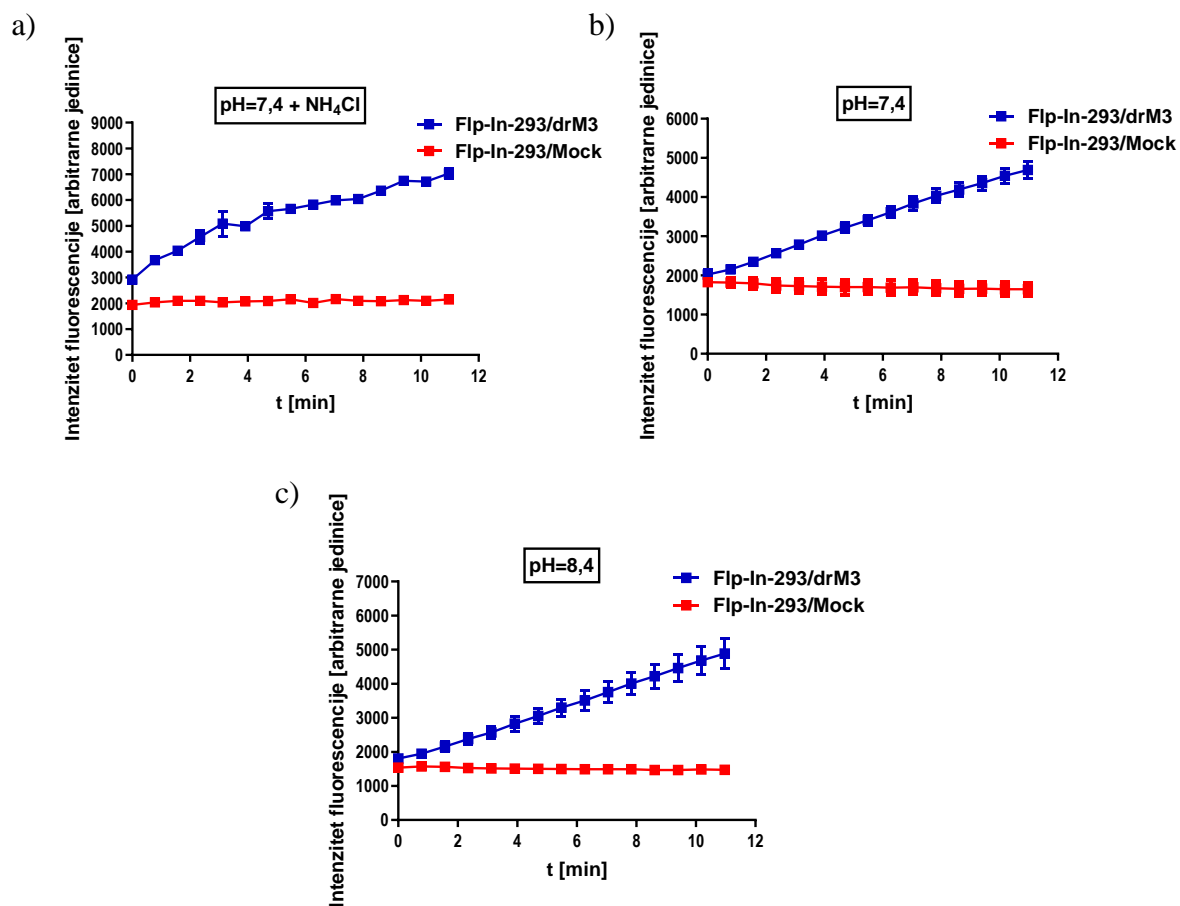 a)
pH=7,4 + NH₄Cl
Flp-In-293/drM3
Flp-In-293/Mock
Intenzitet fluorescencije [arbitrarne jedinice]
9000
8000
7000
6000
5000
4000
3000
2000
1000
0
0 2 4 6 8 10 12
t [min]
b)
pH=7,4
Flp-In-293/drM3
Flp-In-293/Mock
Intenzitet fluorescencije [arbitrarne jedinice]
6000
5000
4000
3000
2000
1000
0
0 2 4 6 8 10 12
t [min]
c)
pH=8,4
Flp-In-293/drM3
Flp-In-293/Mock
Intenzitet fluorescencije [arbitrarne jedinice]
7000
6000
5000
4000
3000
2000
1000
0
0 2 4 6 8 10 12
t [min]